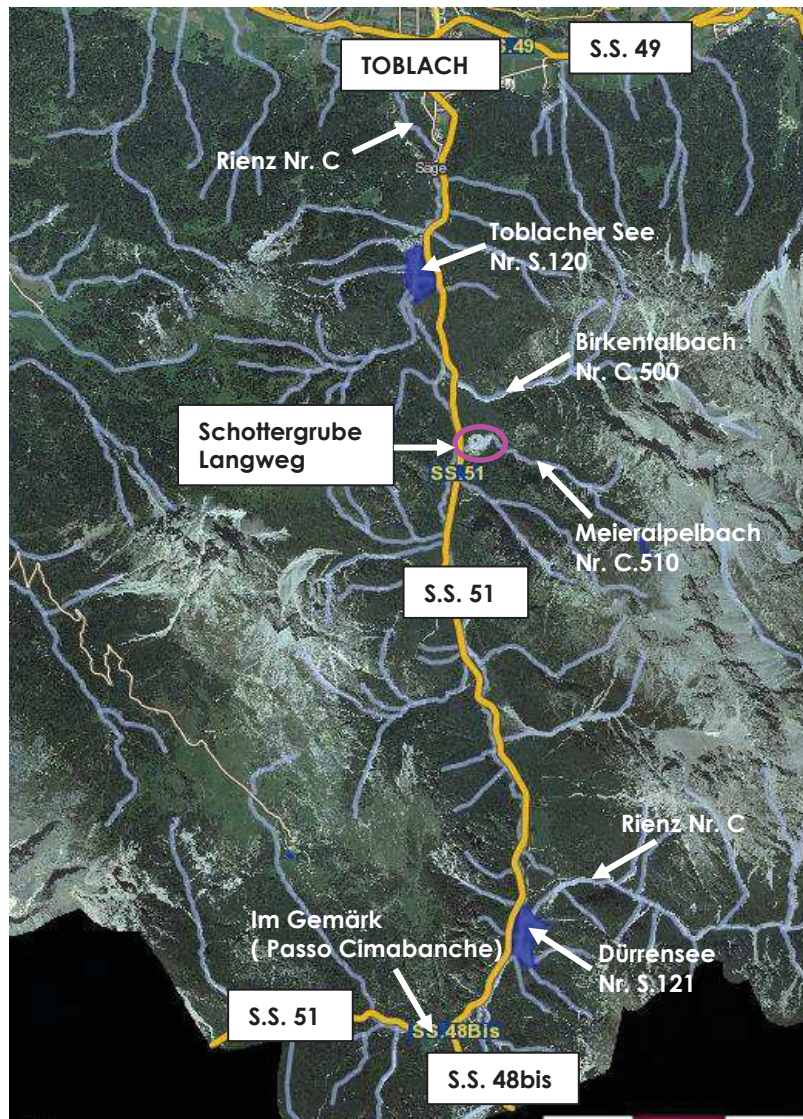 S.S. 49
S.S. 49
TOBLACH
Rienz Nr. C
Säge
Toblacher See
Nr. S.120
Birkentalbach
Nr. C.500
Schottergrube
Langweg
SS.51
Meieralpelbach
Nr. C.510
S.S. 51
Rienz Nr. C
Im Gemärk
( Passo Cimabanche)
Dürrensee
Nr. S.121
S.S. 51
SS.48Bis
S.S. 48bis